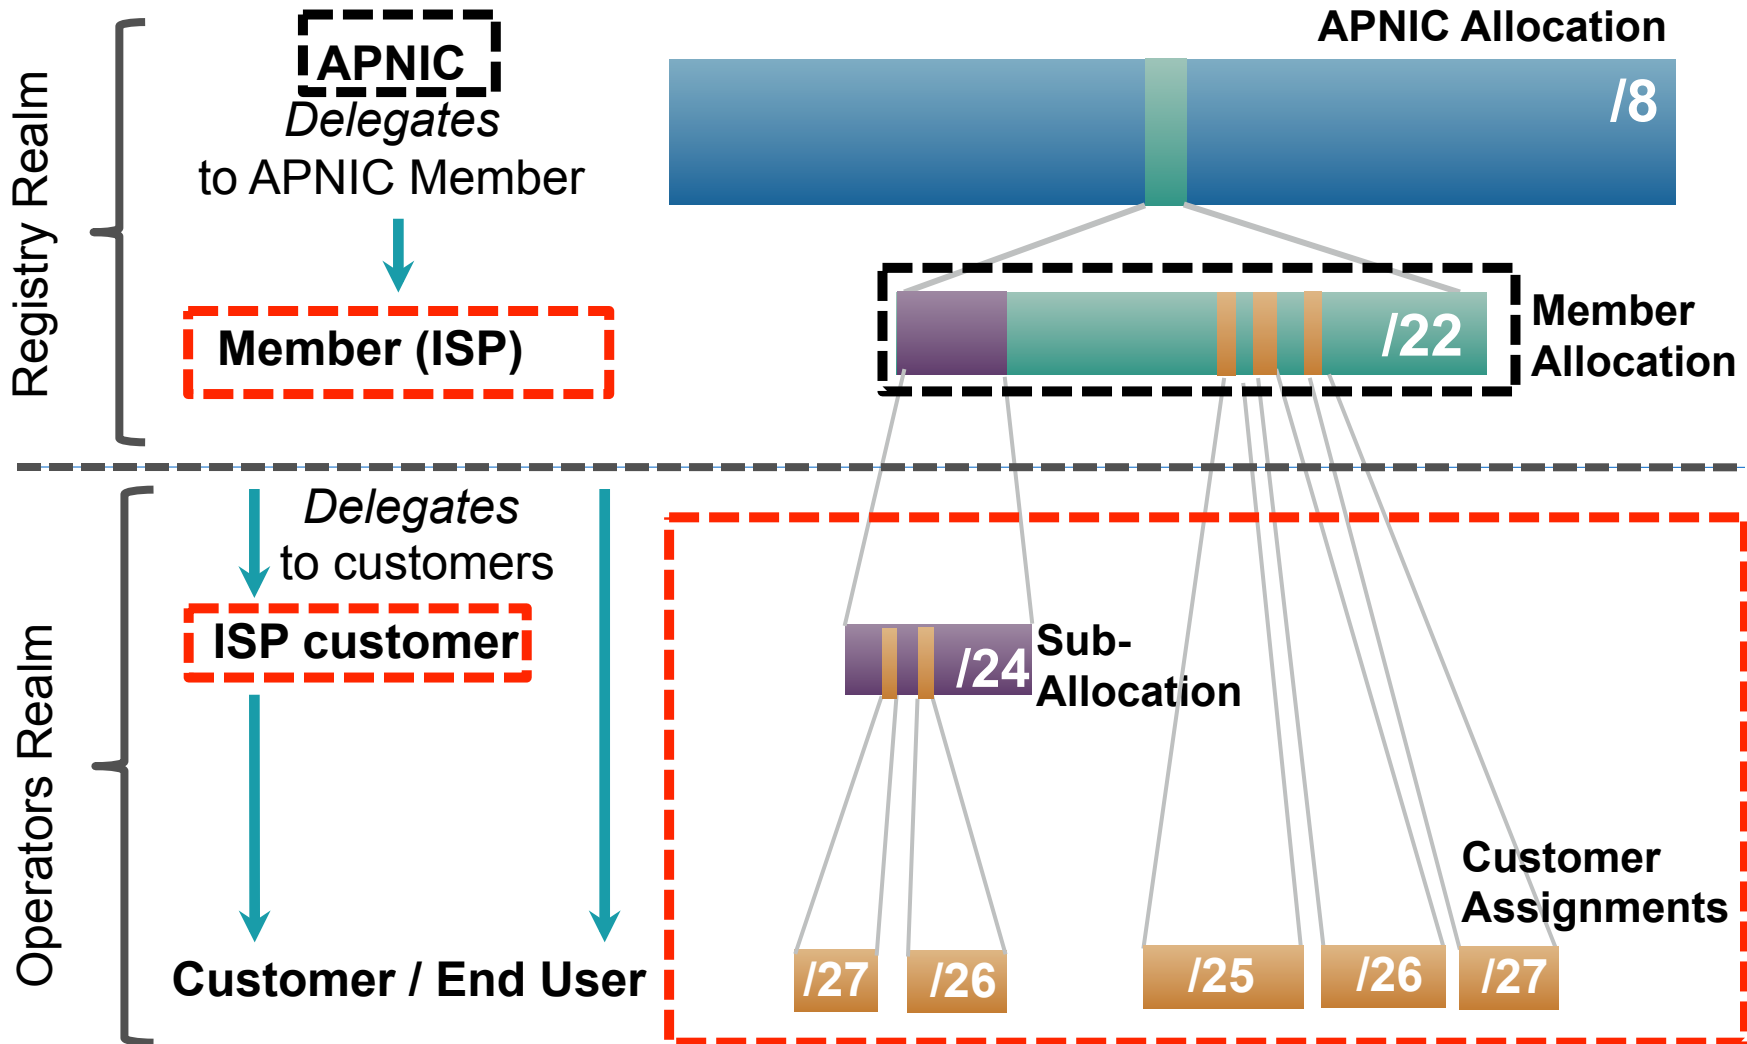 Registry Realm
APNIC
Delegates
to APNIC Member
Member (ISP)
APNIC Allocation
/8
/22
Member
Allocation
Operators Realm
Delegates
to customers
ISP customer
Customer / End User
/24
Sub-
Allocation
Customer
Assignments
/27
/26
/25
/26
/27